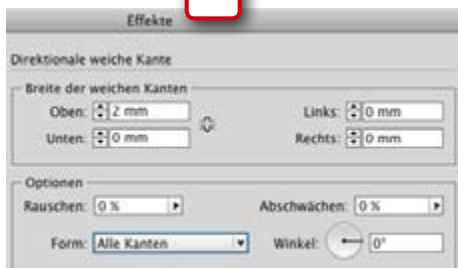 Effekte
Direktionale weiche Kante
Breite der weichen Kanten
Oben: 2 mm Links: 0 mm
Unten: 0 mm Rechts: 0 mm
Optionen
Rauschen: 0 % Abschwächen: 0 %
Form: Alle Kanten Winkel: 0°